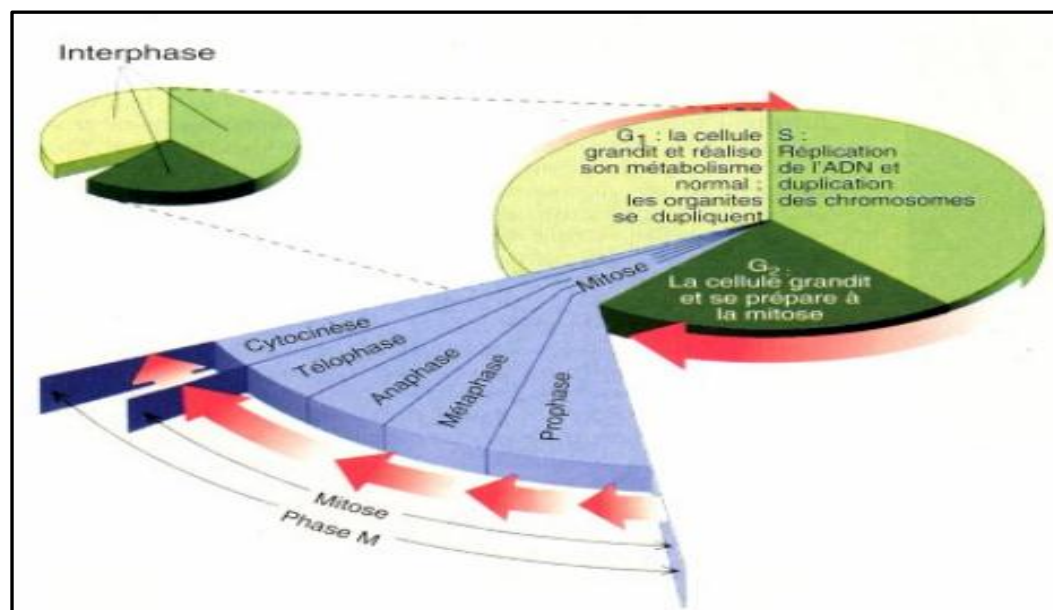 Interphase
G1 : la cellule
grandit et réalise
son métabolisme
normal :
les organites
se dupliquent
S :
Réplication
de l'ADN et
duplication
des chromosomes
G2 :
La cellule grandit
et se prépare à
la mitose
Mitose
Cytocinèse
Télophase
Anaphase
Métaphase
Prophase
Mitose
Phase M